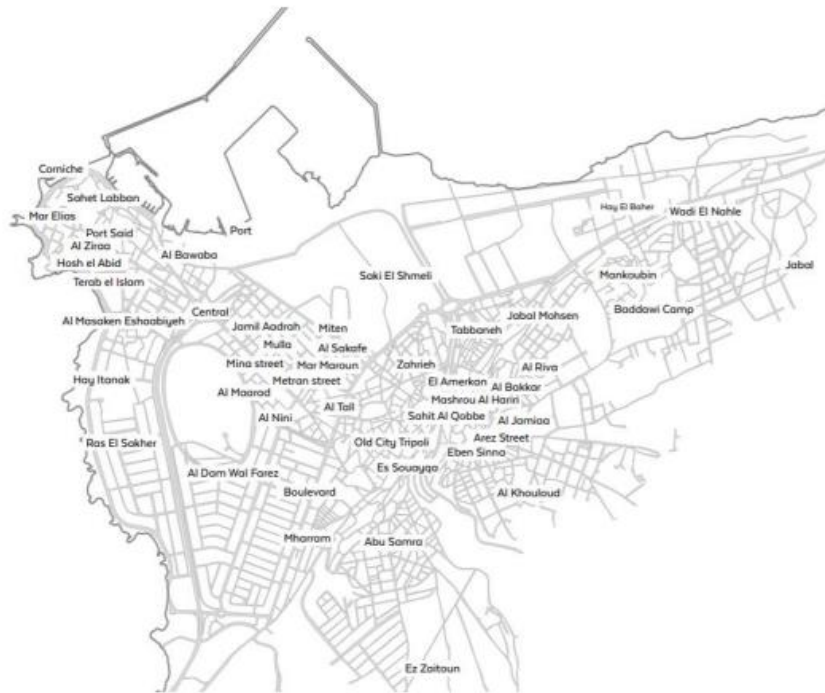 Corniche
Sahet Labban
Mar Elias
Port Said
Port
Al Ziraa
Al Bawaba
Hosh el Abid
Terab el Islam
Hay El Baher
Wadi El Nahle
Jabal
Mankoubin
Saki El Shmeli
Baddawi Camp
Central
Al Masaken Eshaabiyeh
Jamil Aadrah
Miten
Tabbaneh
Jabal Mohsen
Mulla
Al Sakafe
Mina street
Mar Maroun
Zahrieh
Al Riva
Hay Itanak
Metran street
El Amerkan
Al Bakkar
Al Maarad
Mashrou Al Hariri
Al Tall
Al Nini
Sahit Al Qobbe
Al Jamiaa
Ras El Sakher
Old City Tripoli
Arez Street
Eben Sinna
Al Dam Wal Farez
Es Souayqa
Boulevard
Al Khouloud
Mharram
Abu Samra
Ez Zaitoun